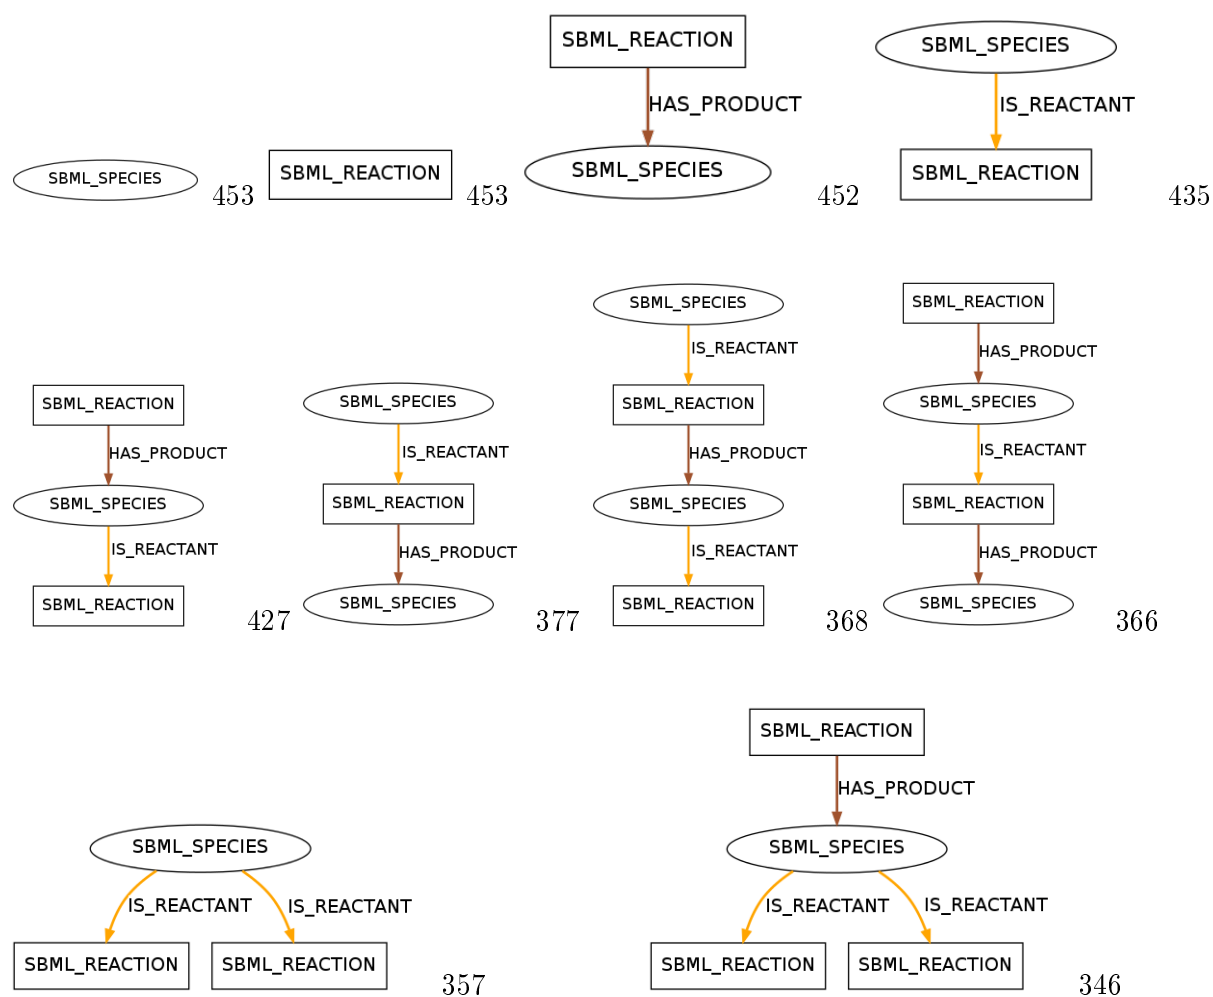 SBML_SPECIES
453
SBML_REACTION
453
SBML_REACTION
HAS_PRODUCT
SBML_SPECIES
452
SBML_SPECIES
IS_REACTANT
SBML_REACTION
435
SBML_REACTION
HAS_PRODUCT
SBML_SPECIES
IS_REACTANT
SBML_REACTION
427
SBML_SPECIES
IS_REACTANT
SBML_REACTION
HAS_PRODUCT
SBML_SPECIES
377
SBML_SPECIES
IS_REACTANT
SBML_REACTION
HAS_PRODUCT
SBML_SPECIES
IS_REACTANT
SBML_REACTION
368
SBML_REACTION
HAS_PRODUCT
SBML_SPECIES
IS_REACTANT
SBML_REACTION
HAS_PRODUCT
SBML_SPECIES
366
SBML_SPECIES
IS_REACTANT
IS_REACTANT
SBML_REACTION
SBML_REACTION
357
SBML_REACTION
HAS_PRODUCT
SBML_SPECIES
IS_REACTANT
IS_REACTANT
SBML_REACTION
SBML_REACTION
346